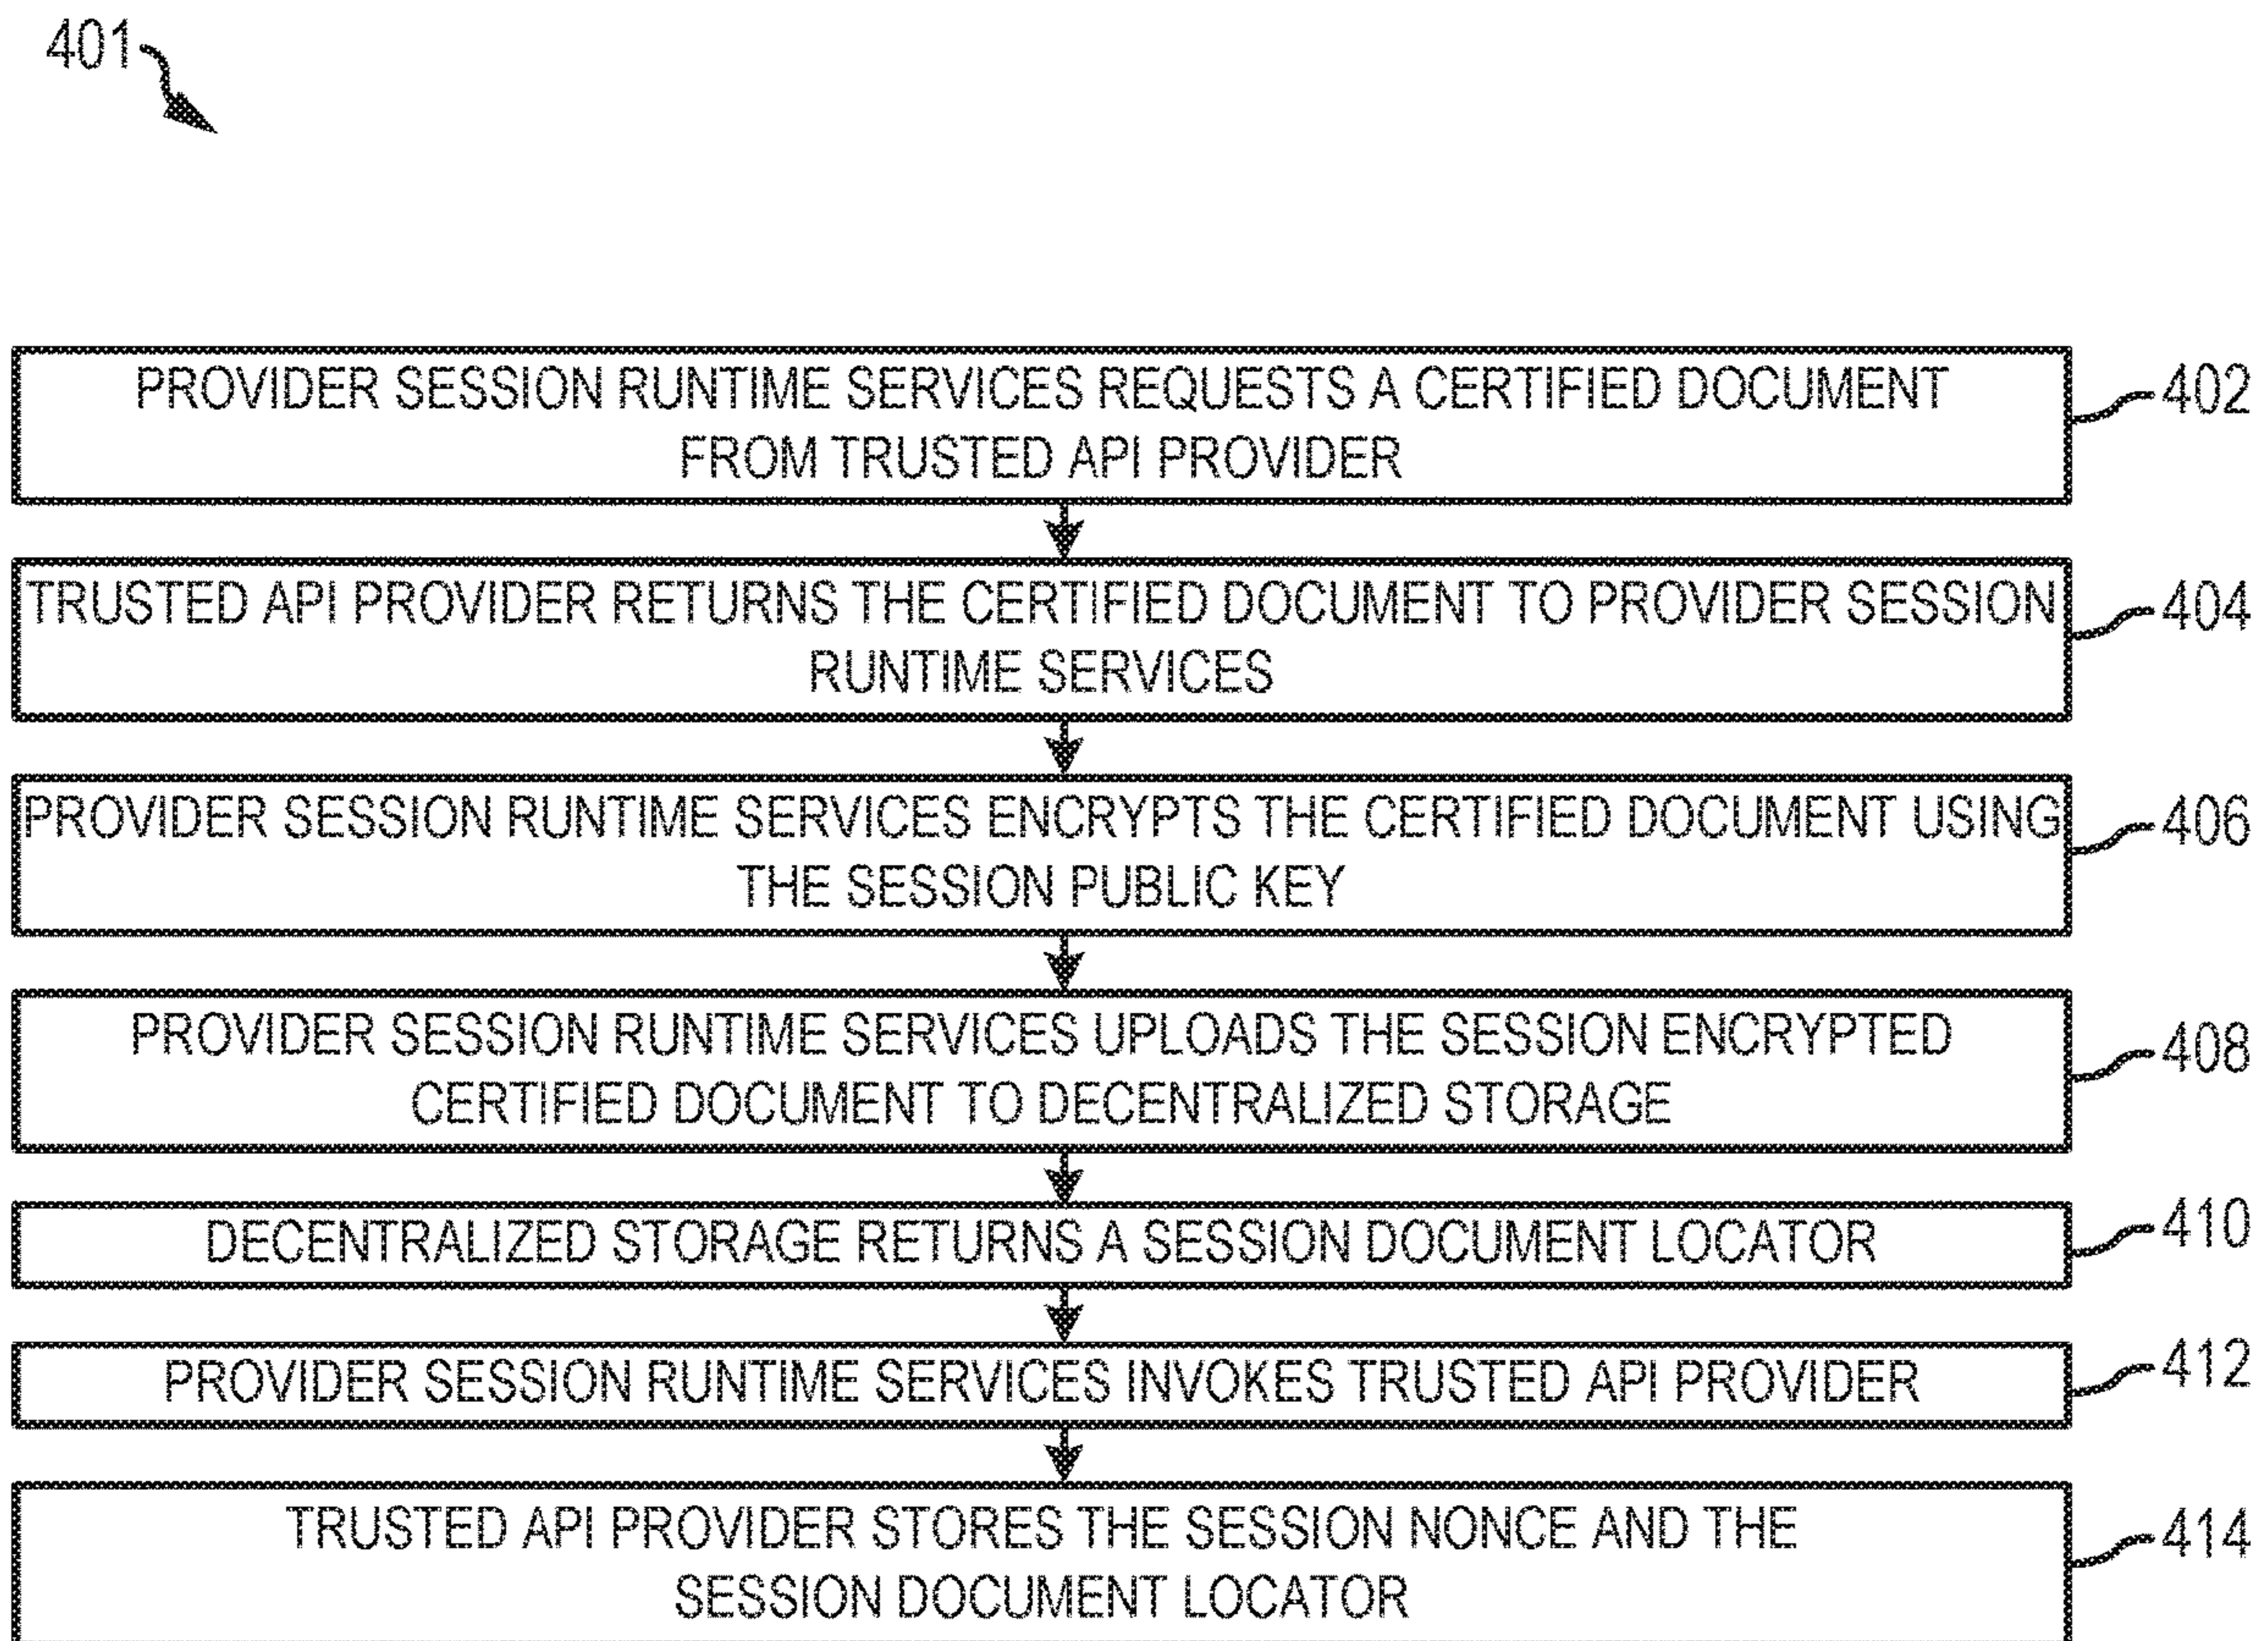 401
PROVIDER SESSION RUNTIME SERVICES REQUESTS A CERTIFIED DOCUMENT
FROM TRUSTED API PROVIDER
402
TRUSTED API PROVIDER RETURNS THE CERTIFIED DOCUMENT TO PROVIDER SESSION
RUNTIME SERVICES
404
PROVIDER SESSION RUNTIME SERVICES ENCRYPTS THE CERTIFIED DOCUMENT USING
THE SESSION PUBLIC KEY
406
PROVIDER SESSION RUNTIME SERVICES UPLOADS THE SESSION ENCRYPTED
CERTIFIED DOCUMENT TO DECENTRALIZED STORAGE
408
DECENTRALIZED STORAGE RETURNS A SESSION DOCUMENT LOCATOR
410
PROVIDER SESSION RUNTIME SERVICES INVOKES TRUSTED API PROVIDER
412
TRUSTED API PROVIDER STORES THE SESSION NONCE AND THE
SESSION DOCUMENT LOCATOR
414